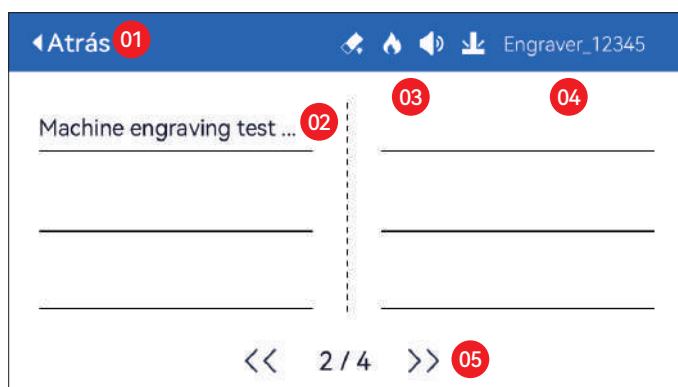 Atrás 01 Engraver_12345
03 04
Machine engraving test ... 02
<< 2/4 >> 05